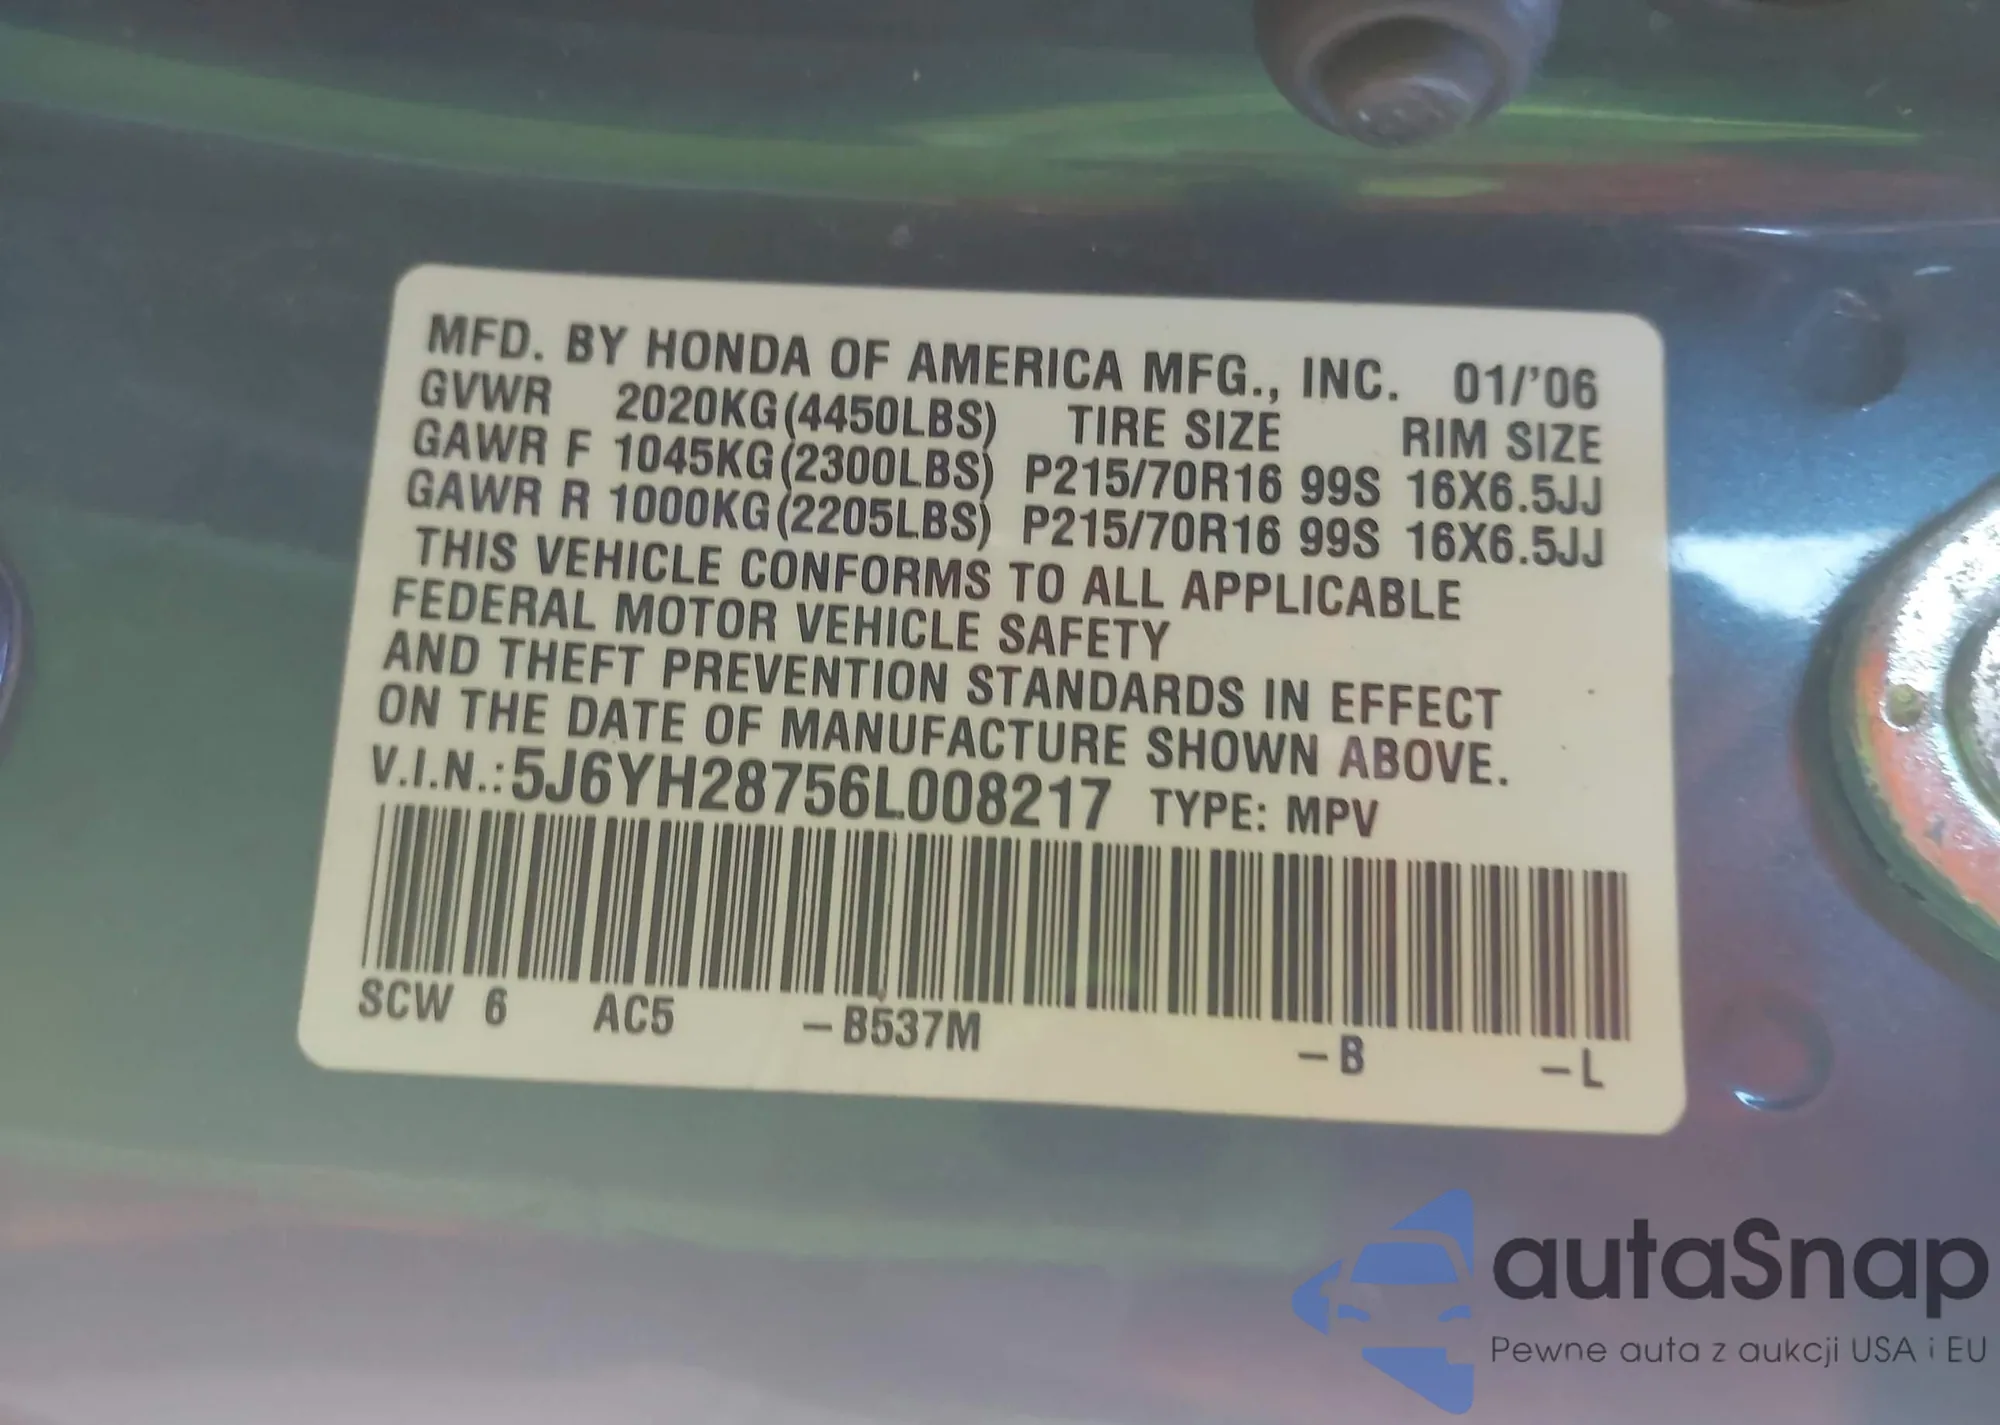 MFD. BY HONDA OF AMERICA MFG., INC. 01/'06
GVWR 2020KG(4450LBS) TIRE SIZE RIM SIZE
GAWR F 1045KG(2300LBS) P215/70R16 99S 16X6.5JJ
GAWR R 1000KG(2205LBS) P215/70R16 99S 16X6.5JJ
THIS VEHICLE CONFORMS TO ALL APPLICABLE
FEDERAL MOTOR VEHICLE SAFETY
AND THEFT PREVENTION STANDARDS IN EFFECT
ON THE DATE OF MANUFACTURE SHOWN ABOVE.
V.I.N.:5J6YH28756L008217 TYPE: MPV
SCW 6 AC5 –B537M –B –L
autaSnap
Pewne auta z aukcji USA i EU